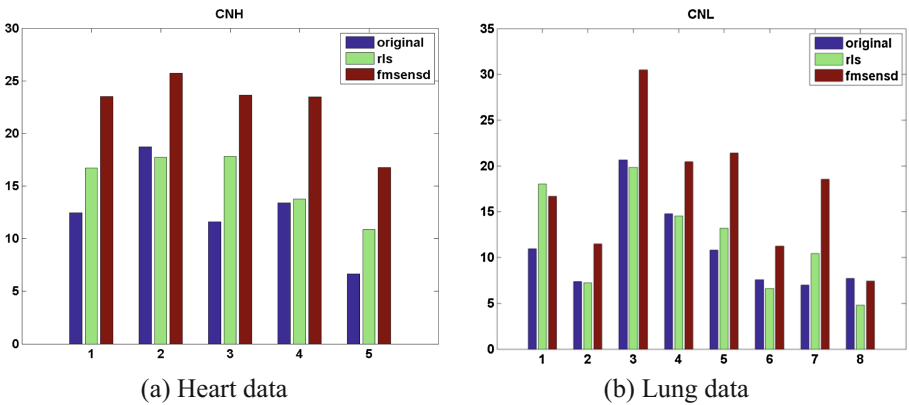 CNH
30
25
20
15
10
5
0
original
rls
fmsensd
1 2 3 4 5
(a) Heart data
CNL
35
30
25
20
15
10
5
0
original
rls
fmsensd
1 2 3 4 5 6 7 8
(b) Lung data